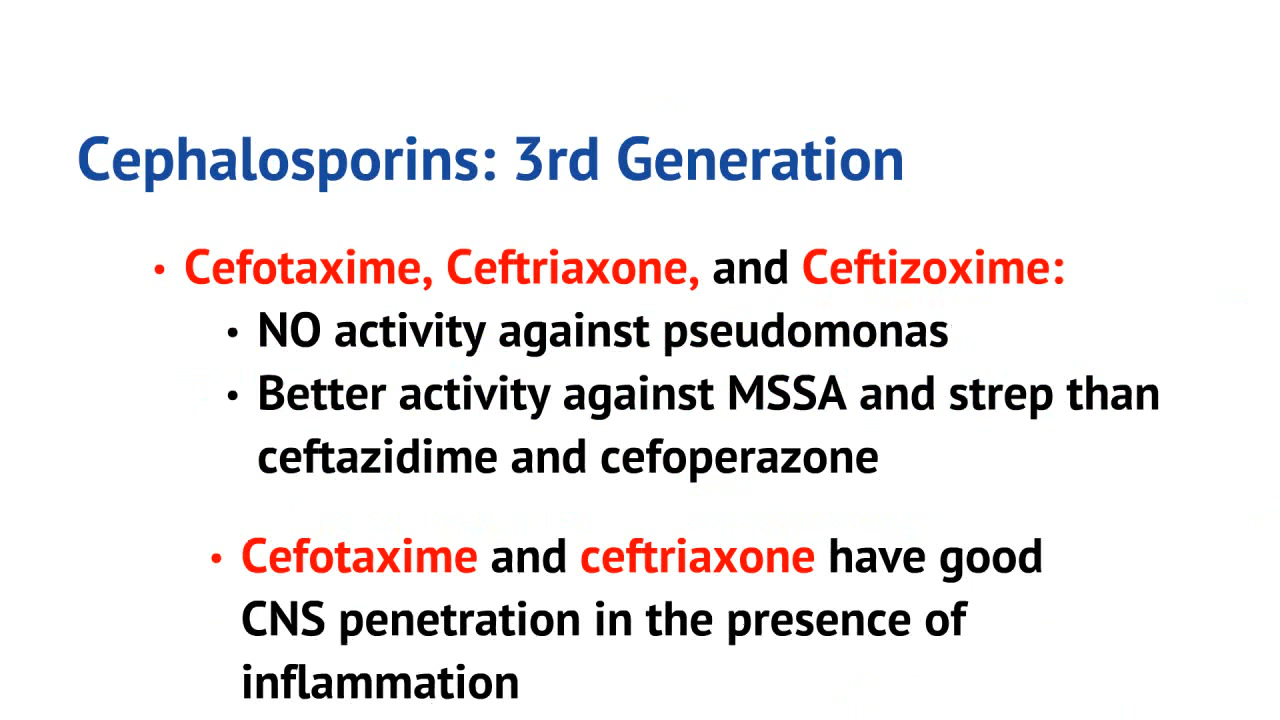 Cephalosporins: 3rd Generation
• Cefotaxime, Ceftriaxone, and Ceftizoxime:
• NO activity against pseudomonas
• Better activity against MSSA and strep than
ceftazidime and cefoperazone
• Cefotaxime and ceftriaxone have good
CNS penetration in the presence of
inflammation